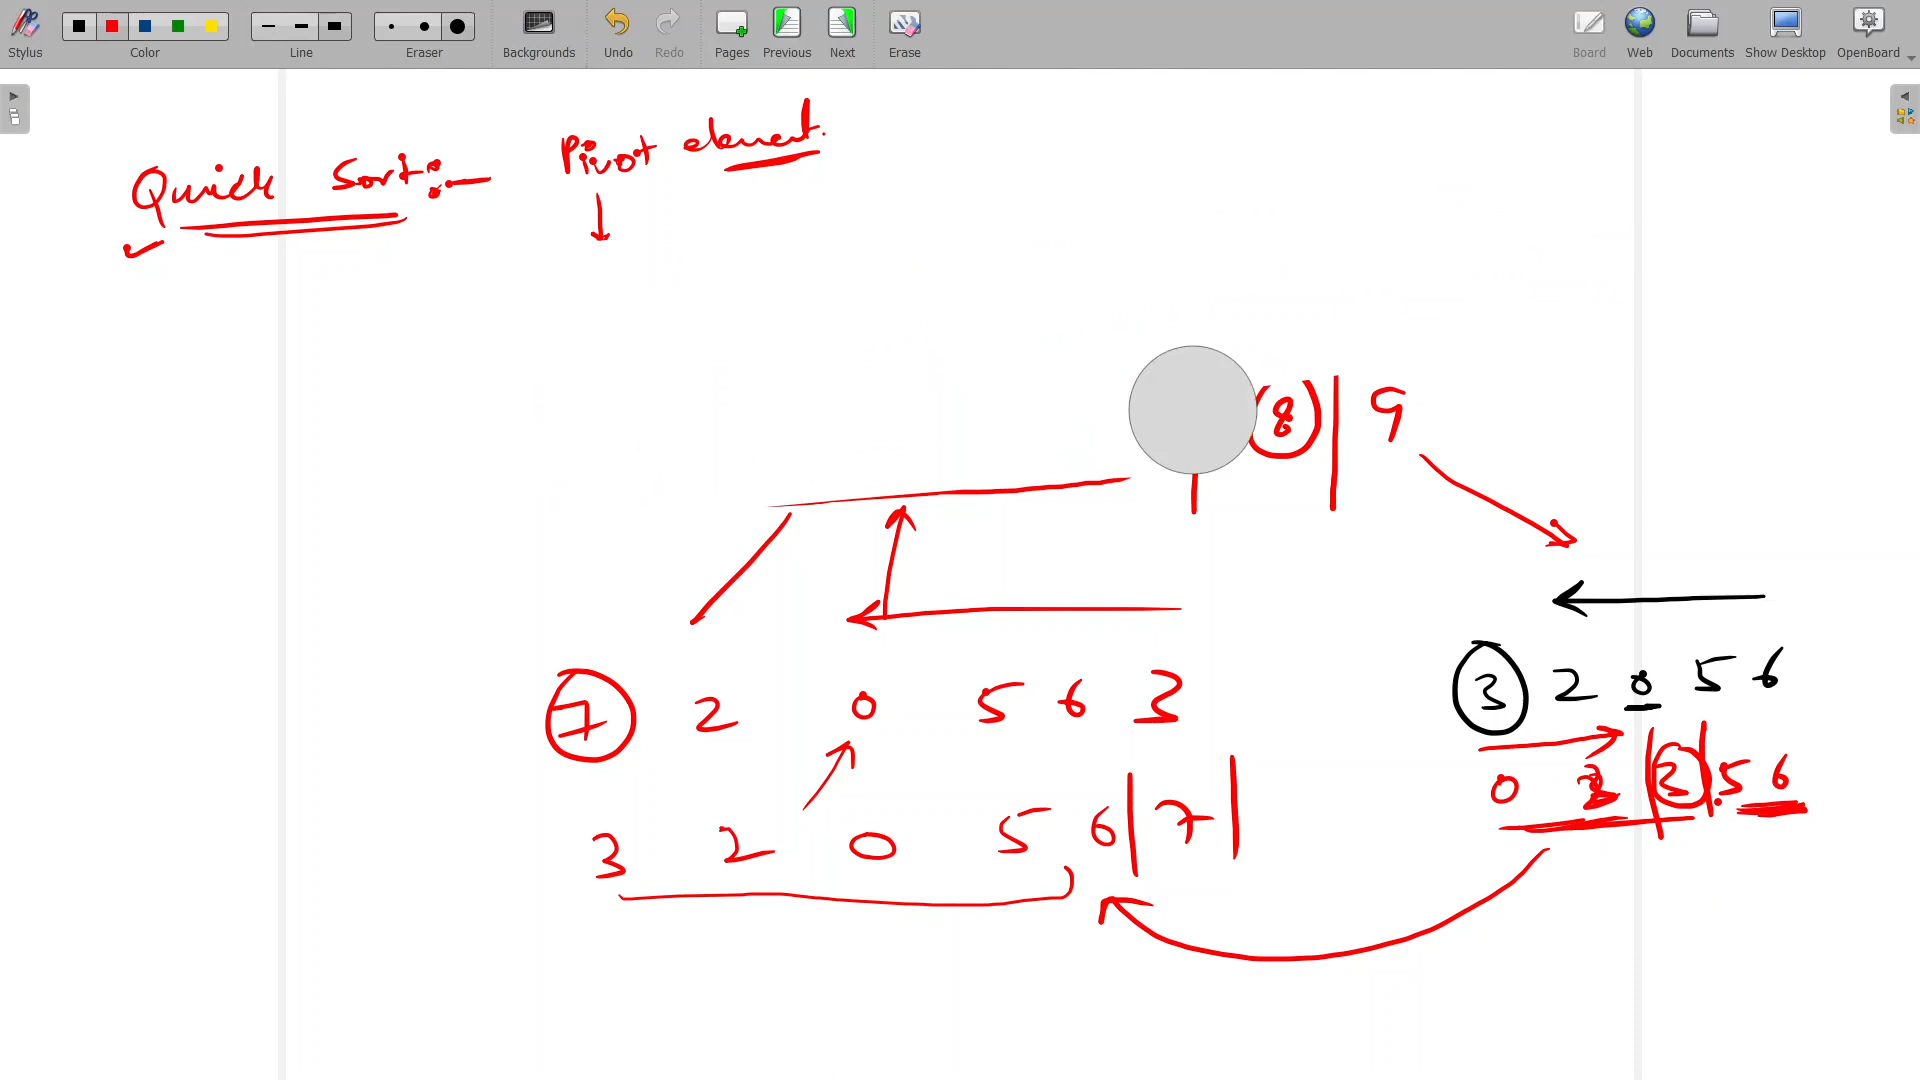 Stylus Color Line Eraser Backgrounds Undo Redo Pages Previous Next Erase Board Web Documents Show Desktop OpenBoard
Pivot element.
Quick Sort:-
8 | 9
3 2 0 5 6
7 2 0 5 6 3
0 2 | 3 | 5 6
3 2 0 5 6 | 7 |